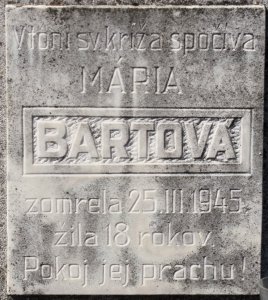 V tôni sv. kríža spočíva
MÁRIA
BARTOVÁ
zomrela 25. III. 1945
žila 18 rokov
Pokoj jej prachu!